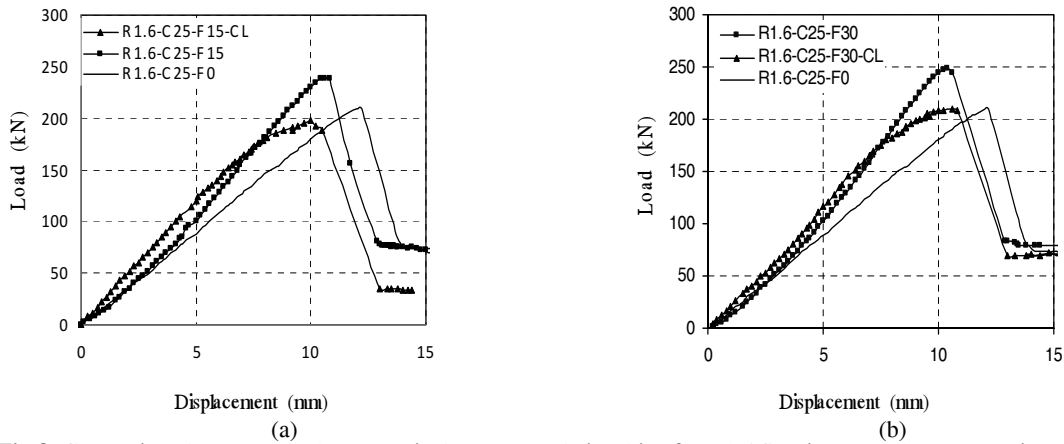 300
250
200
150
100
50
0
Load (kN)
R1.6-C25-F15-CL
R1.6-C25-F15
R1.6-C25-F0
0 5 10 15
Displacement (mm)
(a)
300
250
200
150
100
50
0
Load (kN)
R1.6-C25-F30
R1.6-C25-F30-CL
R1.6-C25-F0
0 5 10 15
Displacement (mm)
(b)